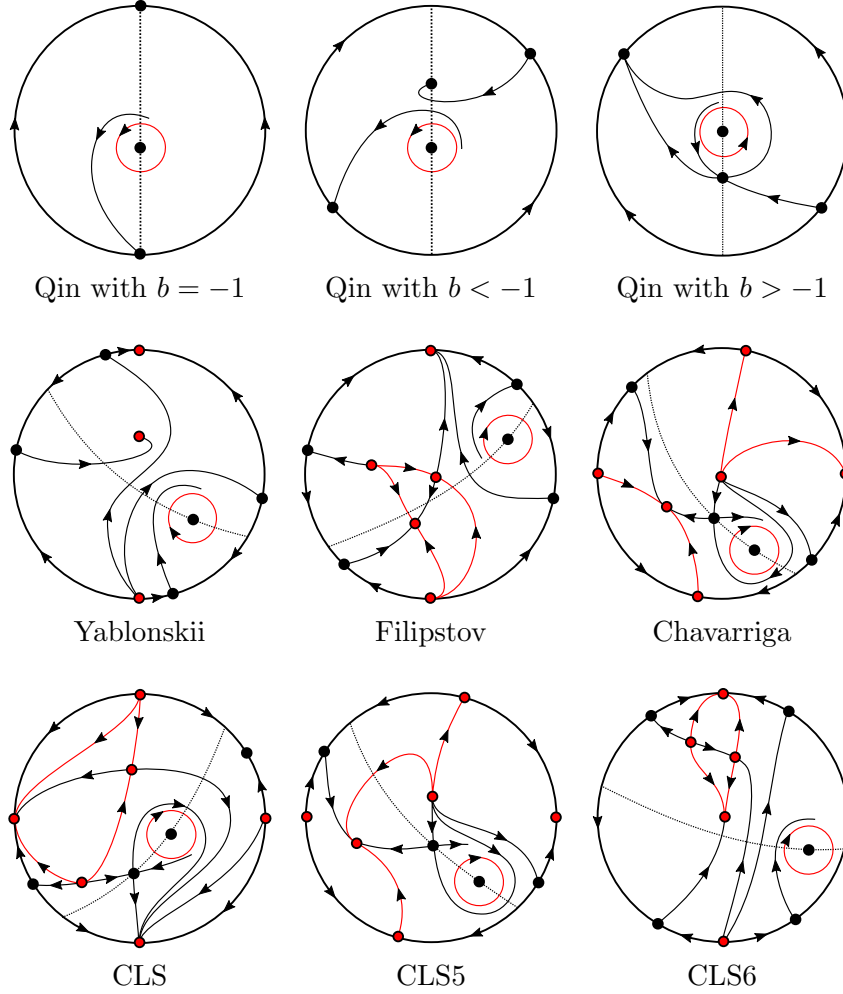 Qin with b = −1 Qin with b < −1 Qin with b > −1
Yablonskii Filipstov Chavarriga
CLS CLS5 CLS6